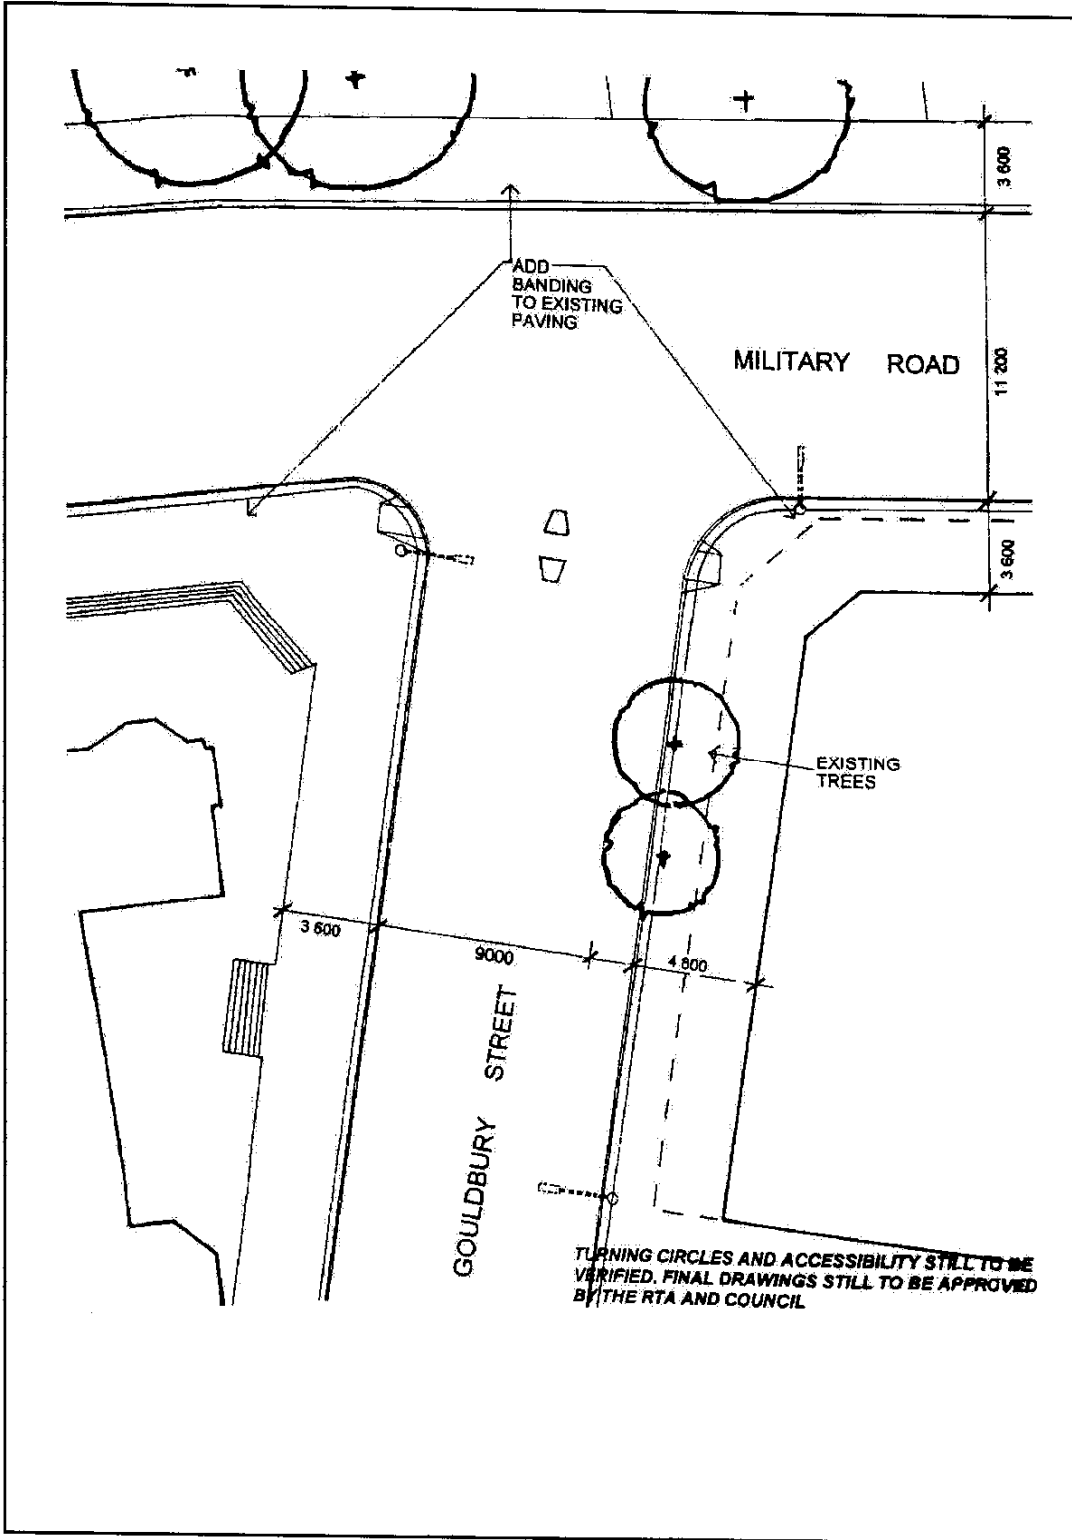 3 600
ADD
BANDING
TO EXISTING
PAVING
MILITARY ROAD
11 200
3 600
EXISTING
TREES
3 600
9000
4 800
GOULDBURY STREET
TURNING CIRCLES AND ACCESSIBILITY STILL TO BE
VERIFIED. FINAL DRAWINGS STILL TO BE APPROVED
BY THE RTA AND COUNCIL